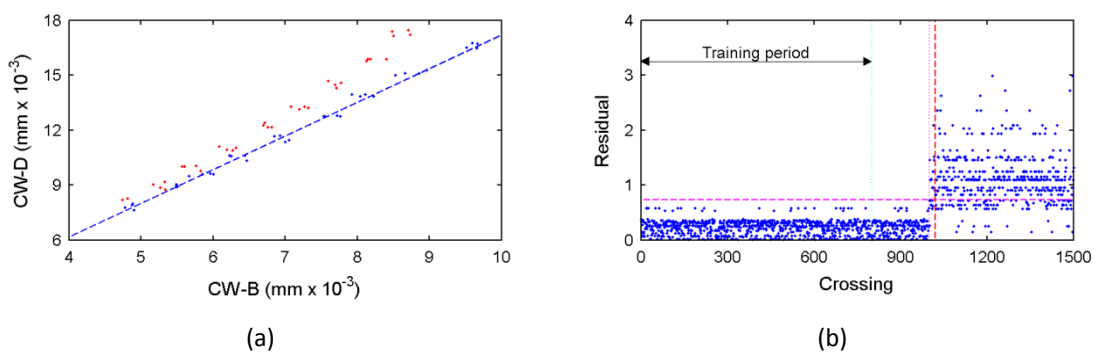 18
15
12
9
6
CW-D (mm x 10⁻³)
4 5 6 7 8 9 10
CW-B (mm x 10⁻³)
(a)
4
3
2
1
0
Residual
Training period
0 300 600 900 1200 1500
Crossing
(b)